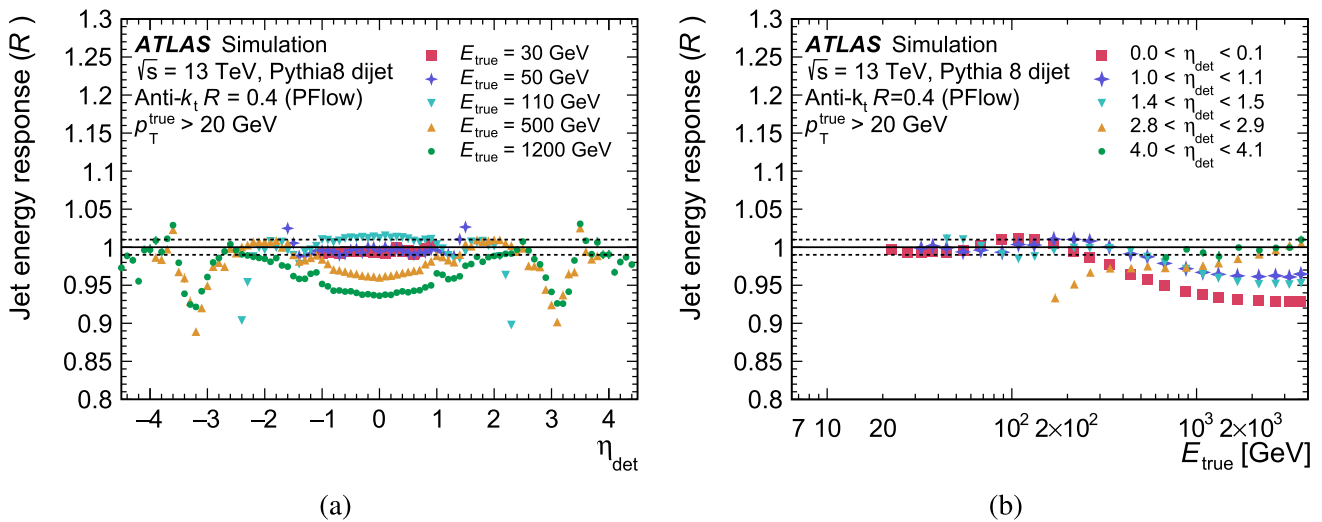 Jet energy response (R )
1.3
1.25
1.2
1.15
1.1
1.05
1
0.95
0.9
0.85
0.8
ATLAS Simulation
√s = 13 TeV, Pythia8 dijet
Anti-kt R = 0.4 (PFlow)
pTtrue > 20 GeV
Etrue = 30 GeV
Etrue = 50 GeV
Etrue = 110 GeV
Etrue = 500 GeV
Etrue = 1200 GeV
−4 −3 −2 −1 0 1 2 3 4
ηdet
(a)
Jet energy response (R )
1.3
1.25
1.2
1.15
1.1
1.05
1
0.95
0.9
0.85
0.8
ATLAS Simulation
√s = 13 TeV, Pythia 8 dijet
Anti-kt R=0.4 (PFlow)
pTtrue > 20 GeV
0.0 < ηdet < 0.1
1.0 < ηdet < 1.1
1.4 < ηdet < 1.5
2.8 < ηdet < 2.9
4.0 < ηdet < 4.1
7 10 20 10² 2×10² 10³ 2×10³
Etrue [GeV]
(b)